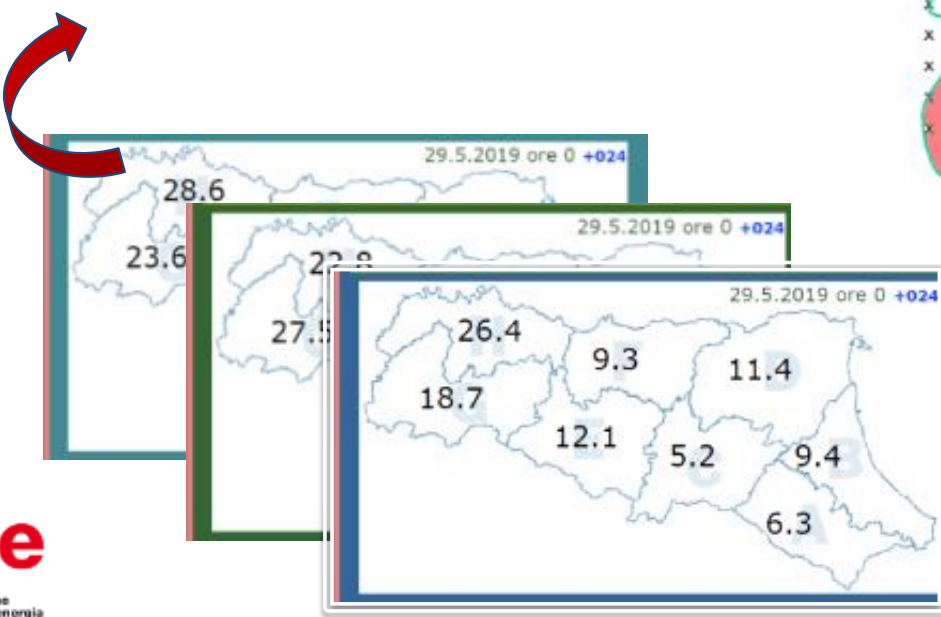 x
x
x
x
x
29.5.2019 ore 0 +024
28.6
23.6
29.5.2019 ore 0 +024
27.5
29.5.2019 ore 0 +024
H
26.4
F
9.3
D
11.4
G
18.7
E
12.1
C
5.2
B
9.4
A
6.3
e
energia